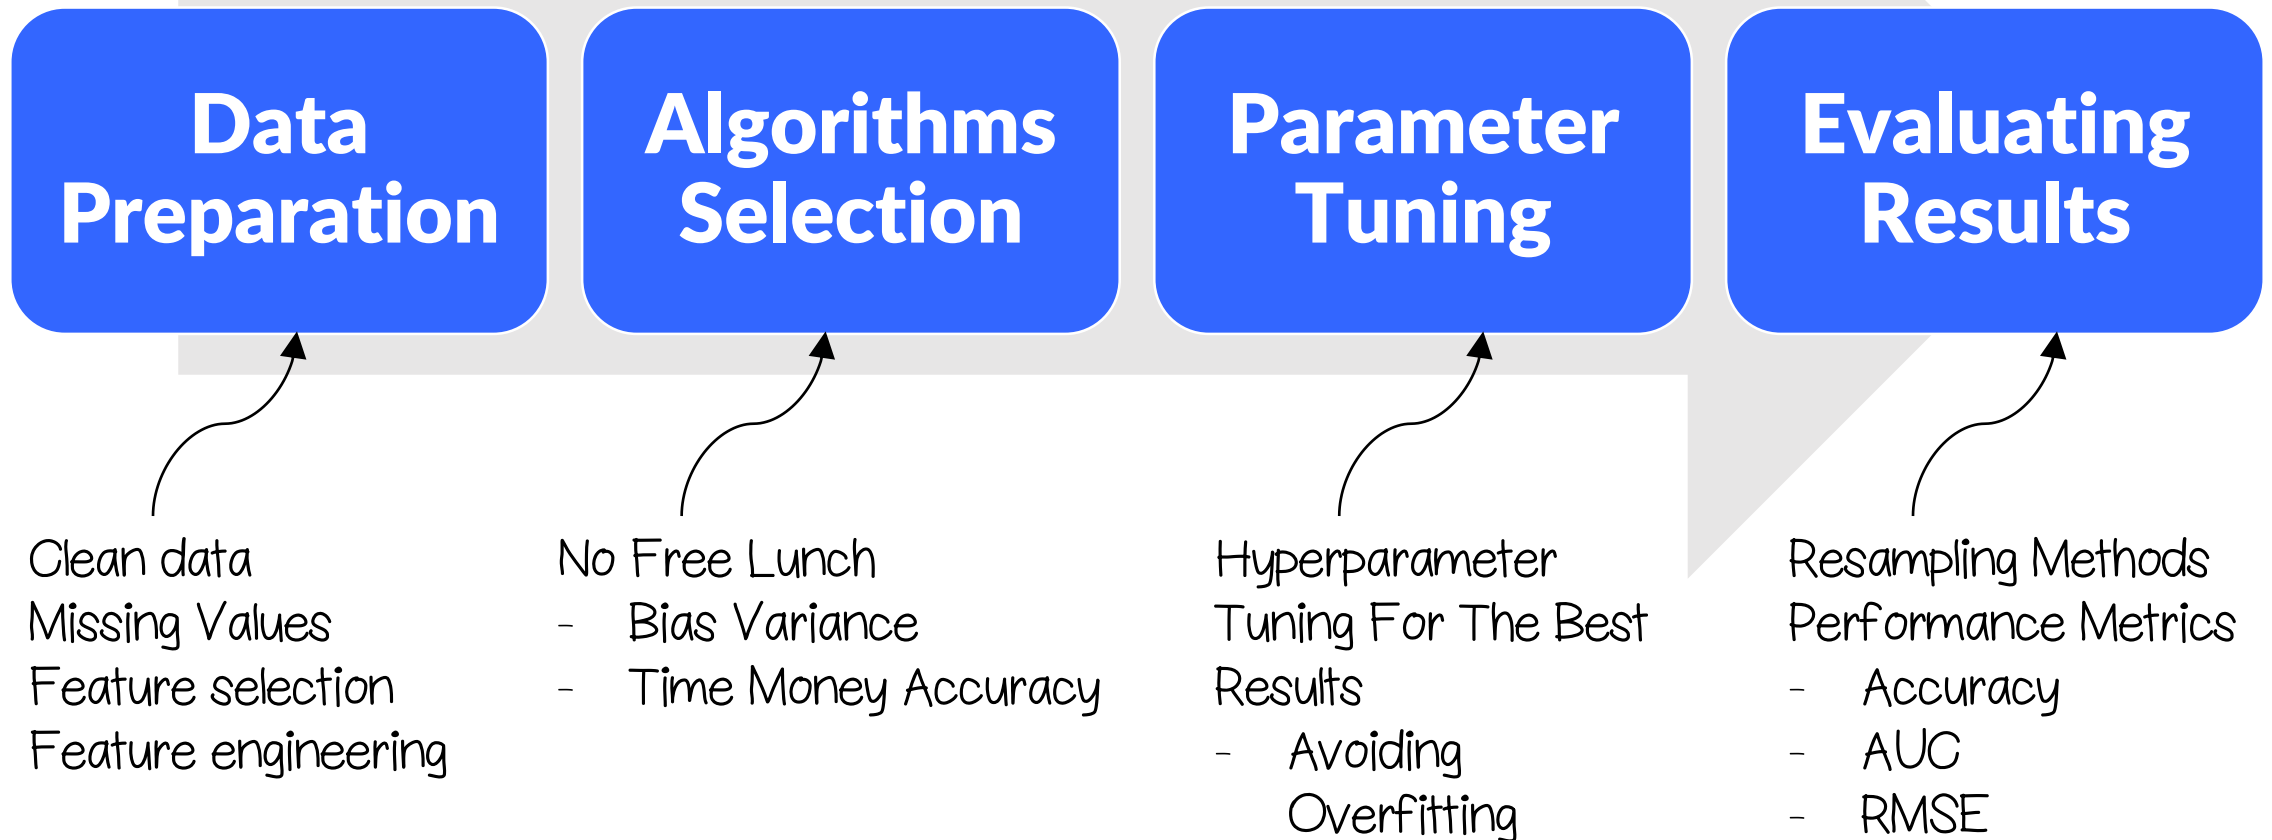 Data
Preparation
Algorithms
Selection
Parameter
Tuning
Evaluating
Results
Clean data
Missing Values
Feature selection
Feature engineering
No Free Lunch
- Bias Variance
- Time Money Accuracy
Hyperparameter
Tuning For The Best
Results
- Avoiding
Overfitting
Resampling Methods
Performance Metrics
- Accuracy
- AUC
- RMSE